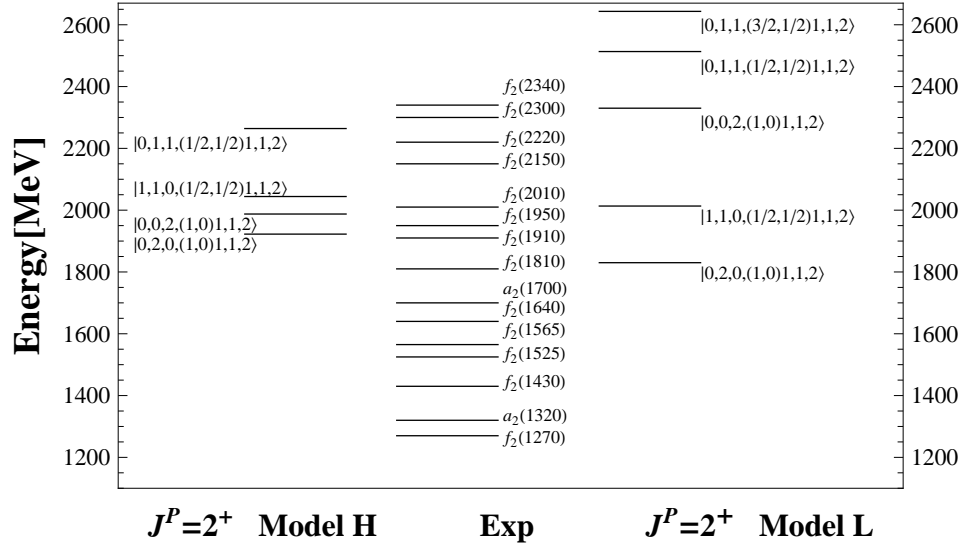 Energy[MeV]
2600
2400
2200
2000
1800
1600
1400
1200
|0,1,1,(1/2,1/2)1,1,2⟩
|1,1,0,(1/2,1/2)1,1,2⟩
|0,0,2,(1,0)1,1,2⟩
|0,2,0,(1,0)1,1,2⟩
f₂(2340)
f₂(2300)
f₂(2220)
f₂(2150)
f₂(2010)
f₂(1950)
f₂(1910)
f₂(1810)
a₂(1700)
f₂(1640)
f₂(1565)
f₂(1525)
f₂(1430)
a₂(1320)
f₂(1270)
|0,1,1,(3/2,1/2)1,1,2⟩
|0,1,1,(1/2,1/2)1,1,2⟩
|0,0,2,(1,0)1,1,2⟩
|1,1,0,(1/2,1/2)1,1,2⟩
|0,2,0,(1,0)1,1,2⟩
2600
2400
2200
2000
1800
1600
1400
1200
Jᴾ=2⁺ Model H Exp Jᴾ=2⁺ Model L